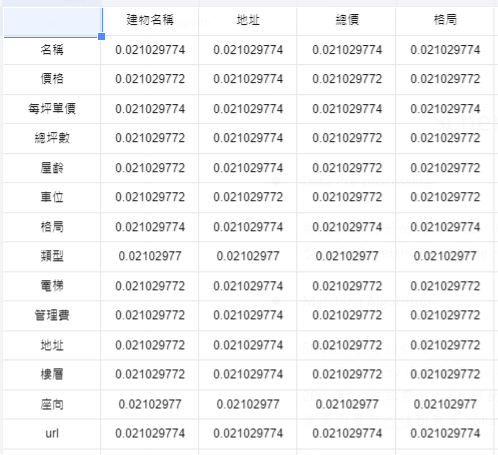 建物名稱 地址 總價 格局
名稱 0.021029774 0.021029774 0.021029774 0.021029774
價格 0.021029772 0.021029774 0.021029772 0.021029772
每坪單價 0.021029774 0.021029774 0.021029774 0.021029774
總坪數 0.021029772 0.021029774 0.021029772 0.021029772
屋齡 0.021029772 0.021029774 0.021029772 0.021029772
車位 0.021029772 0.021029772 0.021029772 0.021029772
格局 0.021029774 0.021029774 0.021029774 0.021029774
類型 0.02102977 0.02102977 0.02102977 0.02102977
電梯 0.021029772 0.021029774 0.021029772 0.021029772
管理費 0.021029772 0.021029774 0.021029772 0.021029772
地址 0.021029772 0.021029774 0.021029772 0.021029772
樓層 0.021029772 0.021029774 0.021029772 0.021029772
座向 0.02102977 0.02102977 0.02102977 0.02102977
url 0.021029774 0.021029774 0.021029774 0.021029774